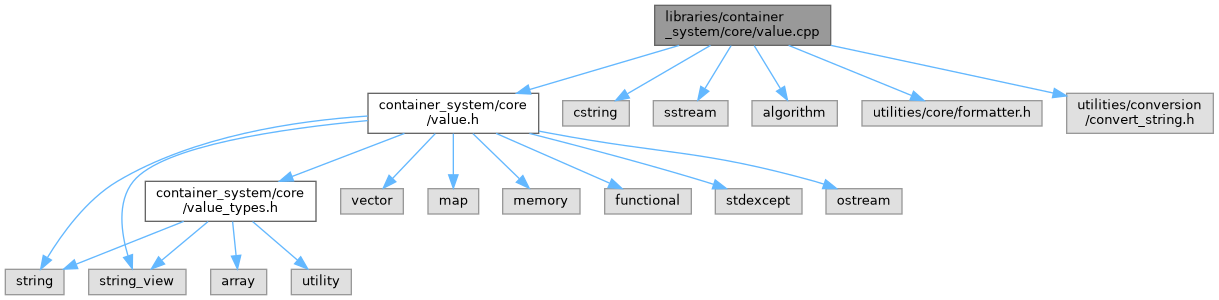 libraries/container
_system/core/value.cpp
container_system/core
/value.h
cstring
sstream
algorithm
utilities/core/formatter.h
utilities/conversion
/convert_string.h
container_system/core
/value_types.h
vector
map
memory
functional
stdexcept
ostream
string
string_view
array
utility